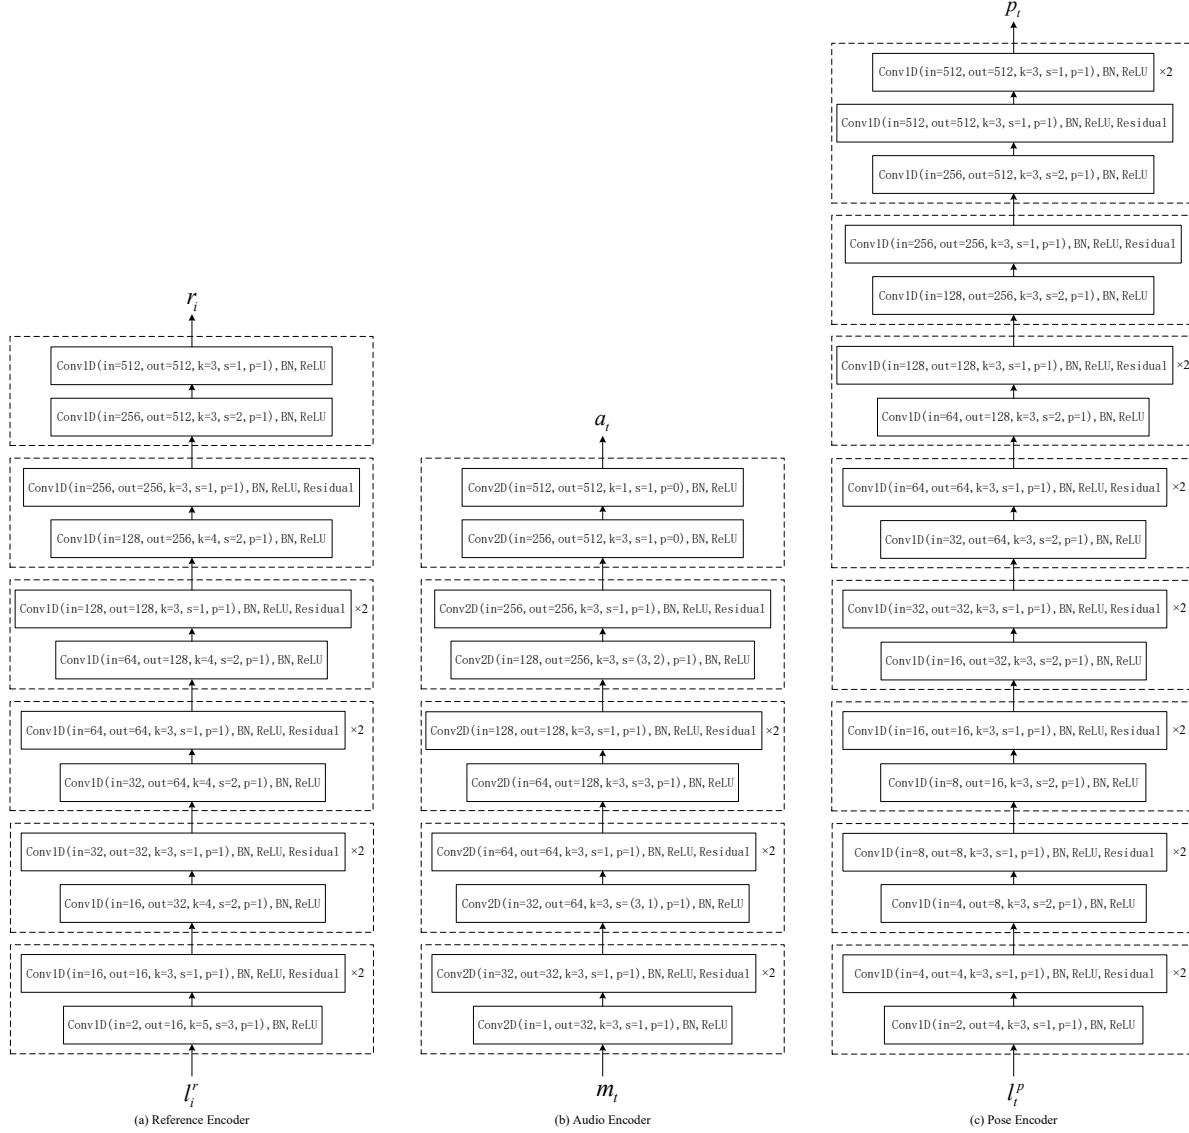 r_i
Conv1D(in=512, out=512, k=3, s=1, p=1), BN, ReLU
Conv1D(in=256, out=512, k=3, s=2, p=1), BN, ReLU
Conv1D(in=256, out=256, k=3, s=1, p=1), BN, ReLU, Residual
Conv1D(in=128, out=256, k=4, s=2, p=1), BN, ReLU
Conv1D(in=128, out=128, k=3, s=1, p=1), BN, ReLU, Residual ×2
Conv1D(in=64, out=128, k=4, s=2, p=1), BN, ReLU
Conv1D(in=64, out=64, k=3, s=1, p=1), BN, ReLU, Residual ×2
Conv1D(in=32, out=64, k=4, s=2, p=1), BN, ReLU
Conv1D(in=32, out=32, k=3, s=1, p=1), BN, ReLU, Residual ×2
Conv1D(in=16, out=32, k=4, s=2, p=1), BN, ReLU
Conv1D(in=16, out=16, k=3, s=1, p=1), BN, ReLU, Residual ×2
Conv1D(in=2, out=16, k=5, s=3, p=1), BN, ReLU
l_i^r
(a) Reference Encoder
a_t
Conv2D(in=512, out=512, k=1, s=1, p=0), BN, ReLU
Conv2D(in=256, out=512, k=3, s=1, p=0), BN, ReLU
Conv2D(in=256, out=256, k=3, s=1, p=1), BN, ReLU, Residual
Conv2D(in=128, out=256, k=3, s=(3, 2), p=1), BN, ReLU
Conv2D(in=128, out=128, k=3, s=1, p=1), BN, ReLU, Residual ×2
Conv2D(in=64, out=128, k=3, s=3, p=1), BN, ReLU
Conv2D(in=64, out=64, k=3, s=1, p=1), BN, ReLU, Residual ×2
Conv2D(in=32, out=64, k=3, s=(3, 1), p=1), BN, ReLU
Conv2D(in=32, out=32, k=3, s=1, p=1), BN, ReLU, Residual ×2
Conv2D(in=1, out=32, k=3, s=1, p=1), BN, ReLU
m_t
(b) Audio Encoder
p_t
Conv1D(in=512, out=512, k=3, s=1, p=1), BN, ReLU ×2
Conv1D(in=512, out=512, k=3, s=1, p=1), BN, ReLU, Residual
Conv1D(in=256, out=512, k=3, s=2, p=1), BN, ReLU
Conv1D(in=256, out=256, k=3, s=1, p=1), BN, ReLU, Residual
Conv1D(in=128, out=256, k=3, s=2, p=1), BN, ReLU
Conv1D(in=128, out=128, k=3, s=1, p=1), BN, ReLU, Residual ×2
Conv1D(in=64, out=128, k=3, s=2, p=1), BN, ReLU
Conv1D(in=64, out=64, k=3, s=1, p=1), BN, ReLU, Residual ×2
Conv1D(in=32, out=64, k=3, s=2, p=1), BN, ReLU
Conv1D(in=32, out=32, k=3, s=1, p=1), BN, ReLU, Residual ×2
Conv1D(in=16, out=32, k=3, s=2, p=1), BN, ReLU
Conv1D(in=16, out=16, k=3, s=1, p=1), BN, ReLU, Residual ×2
Conv1D(in=8, out=16, k=3, s=2, p=1), BN, ReLU
Conv1D(in=8, out=8, k=3, s=1, p=1), BN, ReLU, Residual ×2
Conv1D(in=4, out=8, k=3, s=2, p=1), BN, ReLU
Conv1D(in=4, out=4, k=3, s=1, p=1), BN, ReLU, Residual ×2
Conv1D(in=2, out=4, k=3, s=1, p=1), BN, ReLU
l_t^p
(c) Pose Encoder